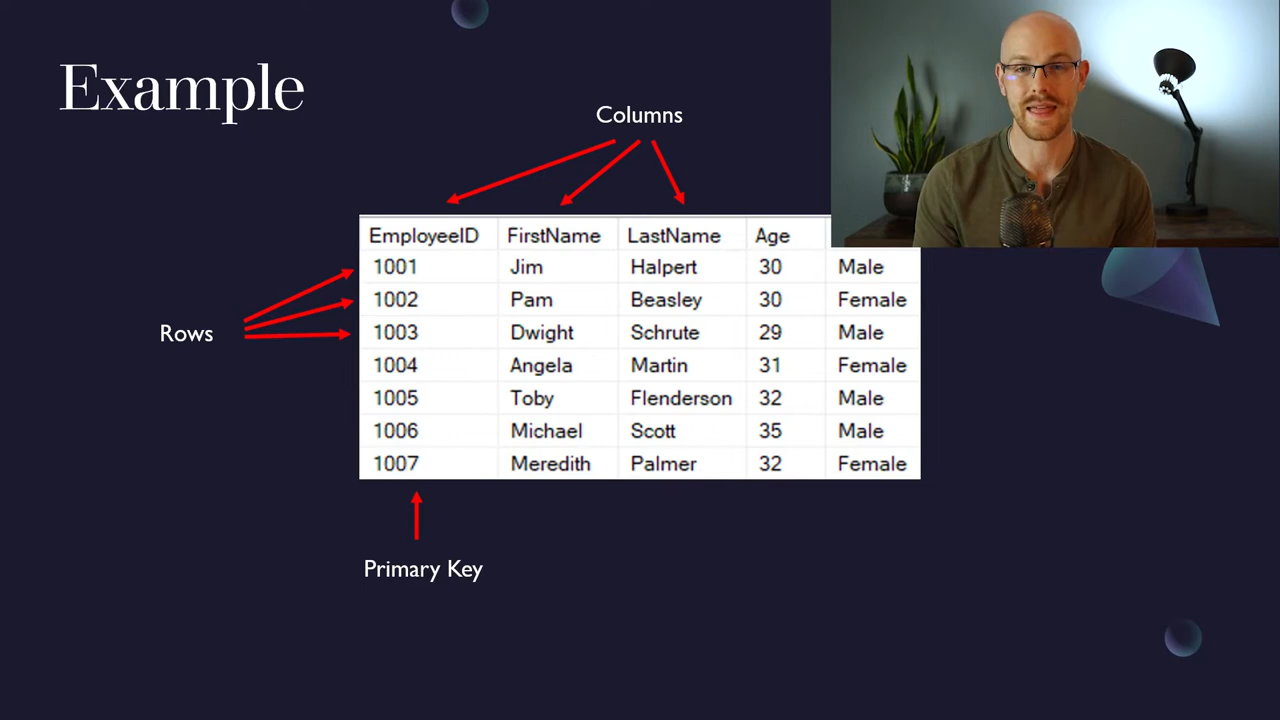 Example
Columns
EmployeeID FirstName LastName Age
1001 Jim Halpert 30 Male
1002 Pam Beasley 30 Female
Rows
1003 Dwight Schrute 29 Male
1004 Angela Martin 31 Female
1005 Toby Flenderson 32 Male
1006 Michael Scott 35 Male
1007 Meredith Palmer 32 Female
Primary Key